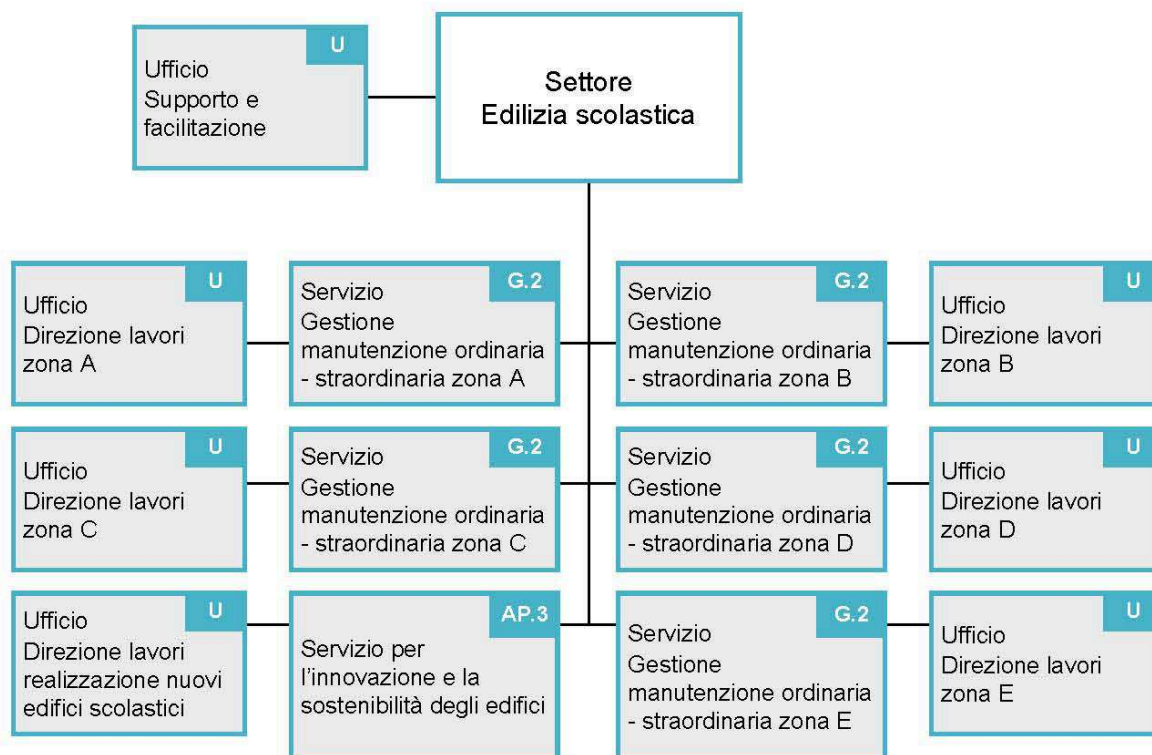 U
Ufficio
Supporto e
facilitazione
Settore
Edilizia scolastica
U
Ufficio
Direzione lavori
zona A
G.2
Servizio
Gestione
manutenzione ordinaria
- straordinaria zona A
G.2
Servizio
Gestione
manutenzione ordinaria
- straordinaria zona B
U
Ufficio
Direzione lavori
zona B
U
Ufficio
Direzione lavori
zona C
G.2
Servizio
Gestione
manutenzione ordinaria
- straordinaria zona C
G.2
Servizio
Gestione
manutenzione ordinaria
- straordinaria zona D
U
Ufficio
Direzione lavori
zona D
U
Ufficio
Direzione lavori
realizzazione nuovi
edifici scolastici
AP.3
Servizio per
l'innovazione e la
sostenibilità degli edifici
G.2
Servizio
Gestione
manutenzione ordinaria
- straordinaria zona E
U
Ufficio
Direzione lavori
zona E